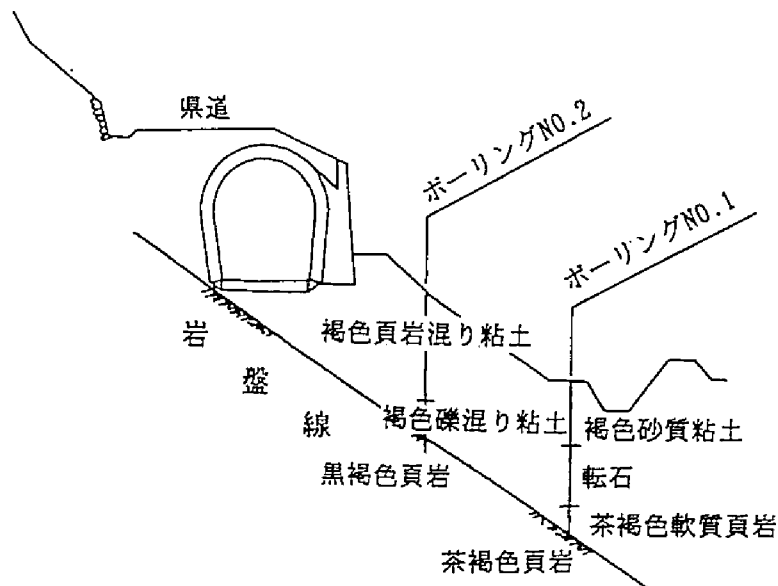 県道
ボーリングNO.2
ボーリングNO.1
褐色頁岩混り粘土
岩盤線
褐色礫混り粘土
褐色砂質粘土
黒褐色頁岩
転石
茶褐色軟質頁岩
茶褐色頁岩